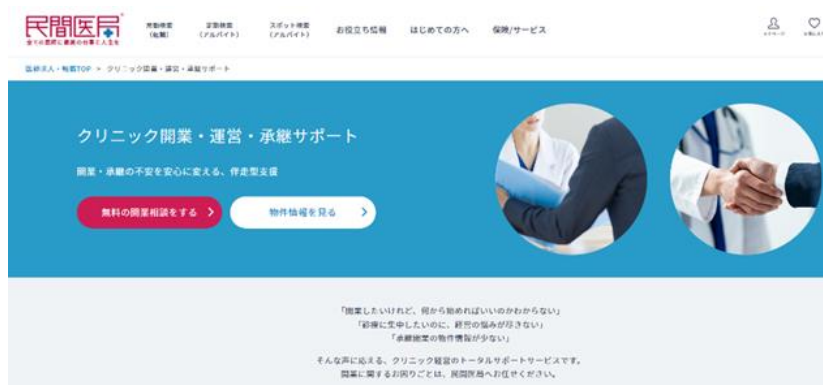 民間医局
全ての医師に最良の仕事と人生を
常勤検索
(転職)
定期検索
(アルバイト)
スポット検索
(アルバイト)
お役立ち情報
はじめての方へ
保険/サービス
マイページ
医師求人・転職TOP > クリニック開業・運営・承継サポート
クリニック開業・運営・承継サポート
開業・承継の不安を安心に変える、伴走型支援
無料の開業相談をする
物件情報を見る
「開業したいけれど、何から始めればいいのかわからない」
「診療に集中したいのに、経営の悩みが尽きない」
「承継開業の物件情報が少ない」
そんな声に応える、クリニック経営のトータルサポートサービスです。
開業に関するお困りごとは、民間医局へお任せください。